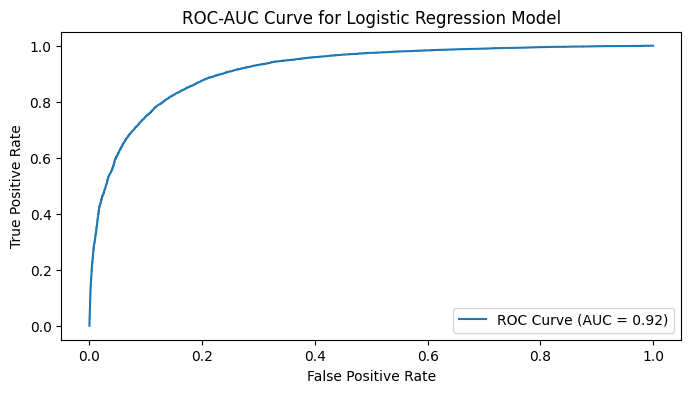 ROC-AUC Curve for Logistic Regression Model
True Positive Rate
1.0
0.8
0.6
0.4
0.2
0.0
ROC Curve (AUC = 0.92)
0.0 0.2 0.4 0.6 0.8 1.0
False Positive Rate